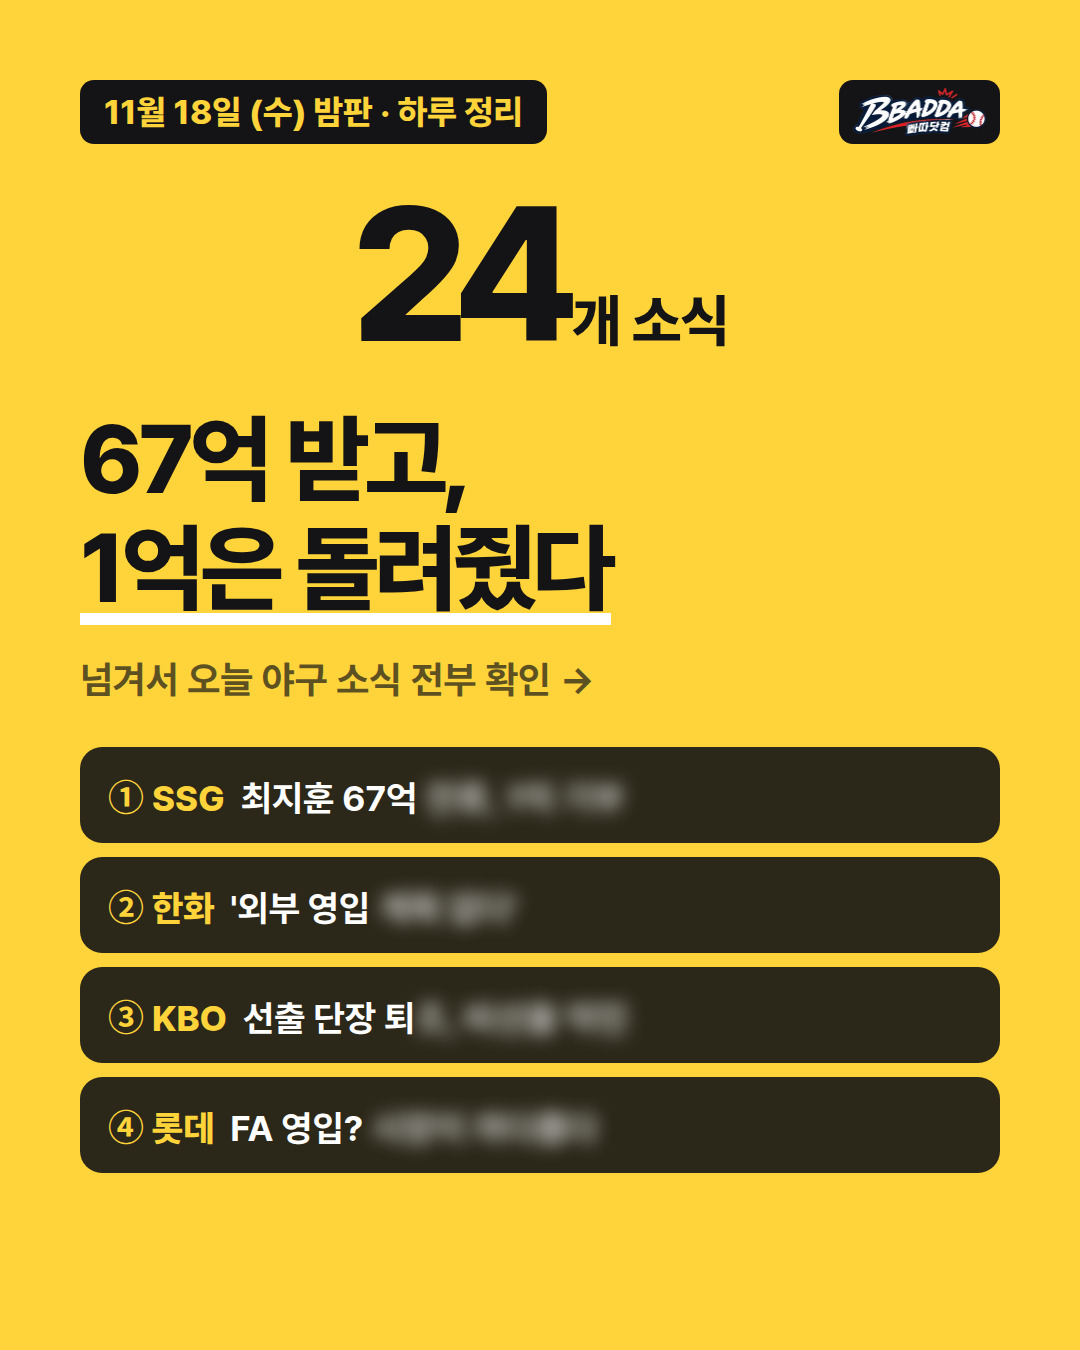 11월 18일 (수) 밤판 · 하루 정리
BBADDA
빠따닷컴
24개 소식
67억 받고,
1억은 돌려줬다
넘겨서 오늘 야구 소식 전부 확인 →
① SSG 최지훈 67억
② 한화 '외부 영입
③ KBO 선출 단장 퇴
④ 롯데 FA 영입?